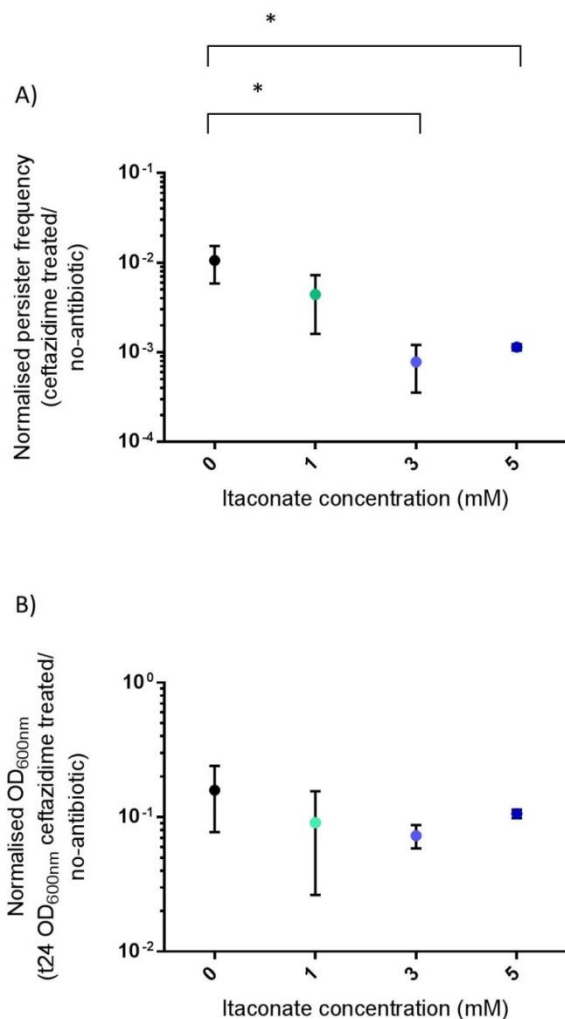 *
*
A)
Normalised persister frequency
(ceftazidime treated/
no-antibiotic)
10⁻¹
10⁻²
10⁻³
10⁻⁴
0
1
3
5
Itaconate concentration (mM)
B)
Normalised OD₆₀₀ₙₘ
(t24 OD₆₀₀ₙₘ ceftazidime treated/
no-antibiotic)
10⁰
10⁻¹
10⁻²
0
1
3
5
Itaconate concentration (mM)